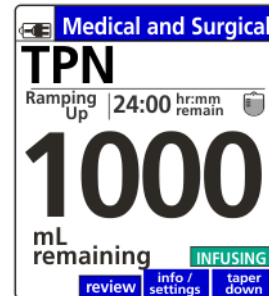 Medical and Surgical
TPN
Ramping Up 24:00 hr:mm remain
1000
mL
remaining
INFUSING
review info / settings taper down